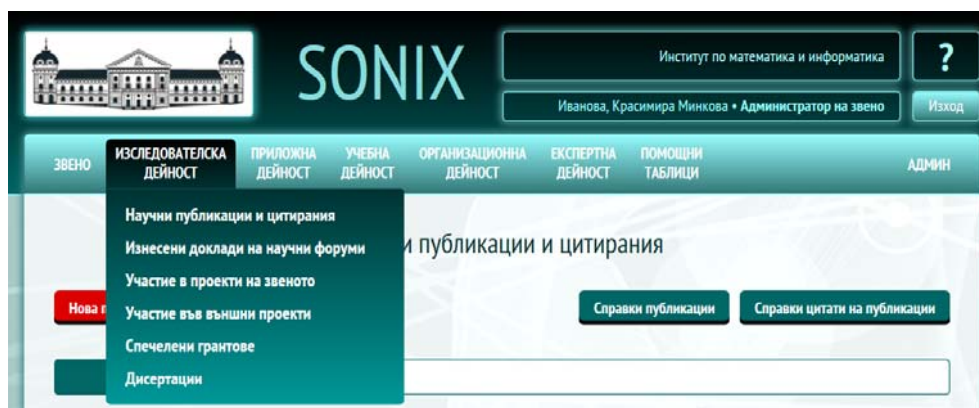 SONIX
Институт по математика и информатика
?
Иванова, Красимира Минкова • Администратор на звено
Изход
ЗВЕНО
ИЗСЛЕДОВАТЕЛСКА
ДЕЙНОСТ
ПРИЛОЖНА
ДЕЙНОСТ
УЧЕБНА
ДЕЙНОСТ
ОРГАНИЗАЦИОННА
ДЕЙНОСТ
ЕКСПЕРТНА
ДЕЙНОСТ
ПОМОЩНИ
ТАБЛИЦИ
АДМИН
Научни публикации и цитирания
Изнесени доклади на научни форуми
Участие в проекти на звеното
Участие във външни проекти
Спечелени грантове
Дисертации
и публикации и цитирания
Нова
Справки публикации
Справки цитати на публикации